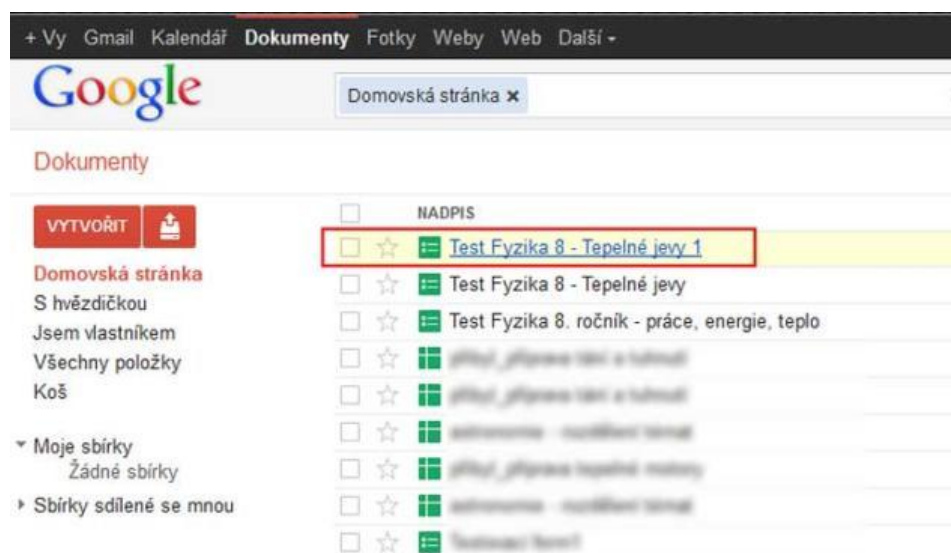 + Vy Gmail Kalendář Dokumenty Fotky Weby Web Další
Google
Domovská stránka ×
Dokumenty
VYTVOŘIT
NADPIS
Test Fyzika 8 - Tepelné jevy 1
Domovská stránka
Test Fyzika 8 - Tepelné jevy
S hvězdičkou
Test Fyzika 8. ročník - práce, energie, teplo
Jsem vlastníkem
Všechny položky
Koš
Moje sbírky
Žádné sbírky
Sbírky sdílené se mnou